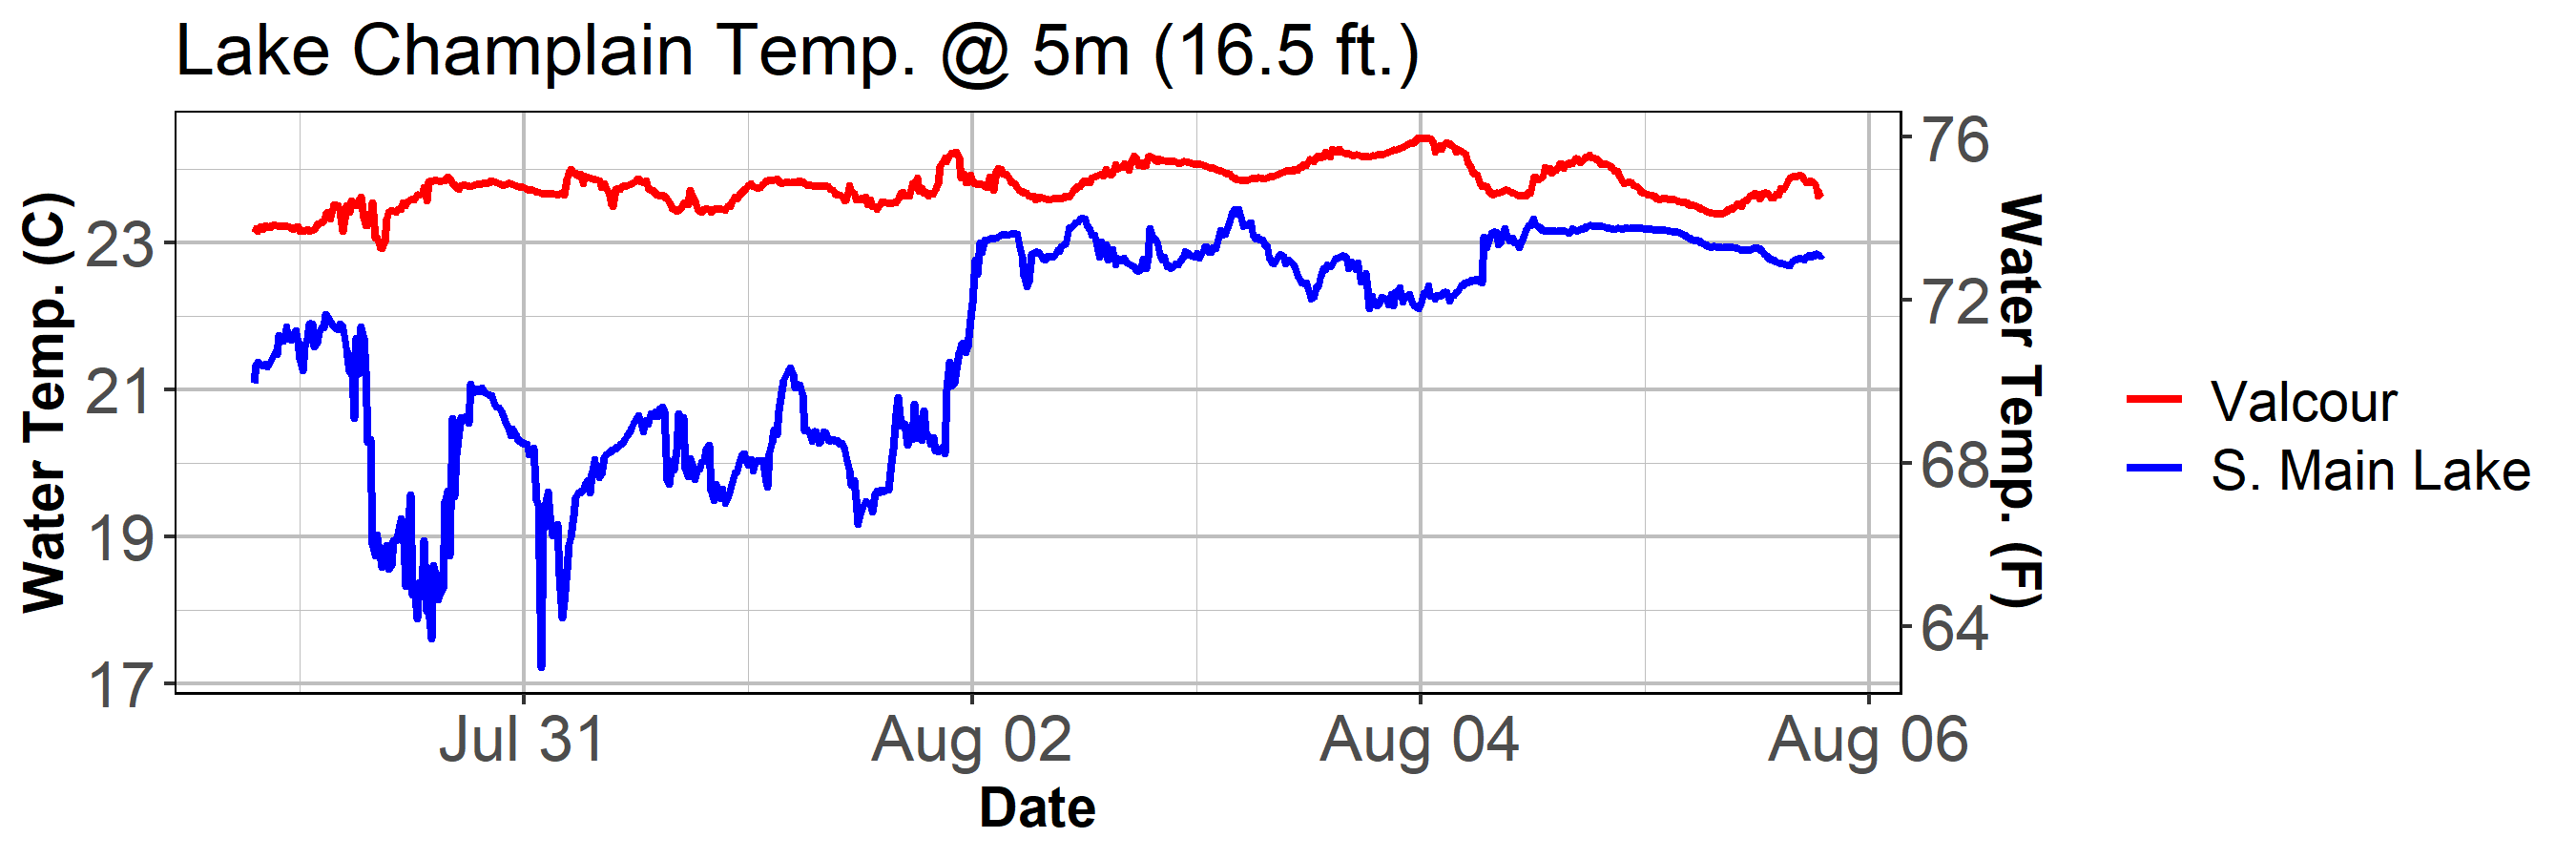 Lake Champlain Temp. @ 5m (16.5 ft.)
Water Temp. (C)
23
21
19
17
76
72
68
64
Water Temp. (F)
Jul 31
Aug 02
Aug 04
Aug 06
Date
Valcour
S. Main Lake